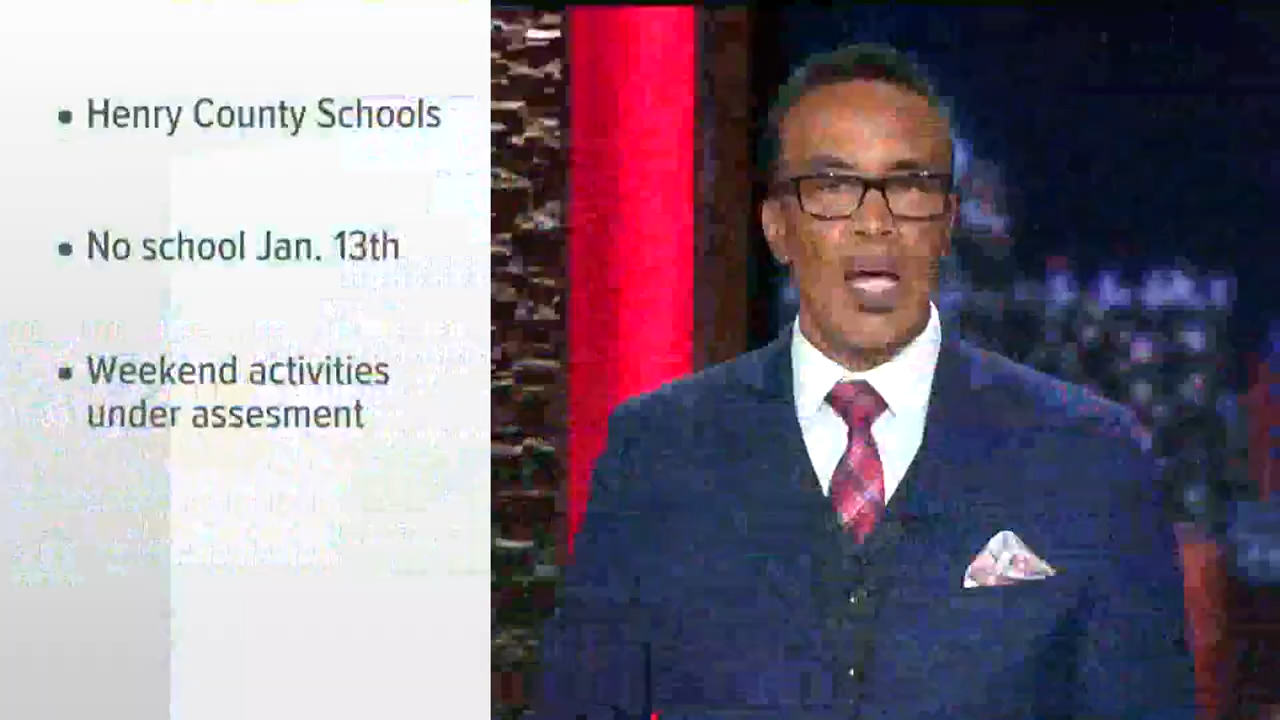 • Henry County Schools
• No school Jan. 13th
• Weekend activities
under assesment